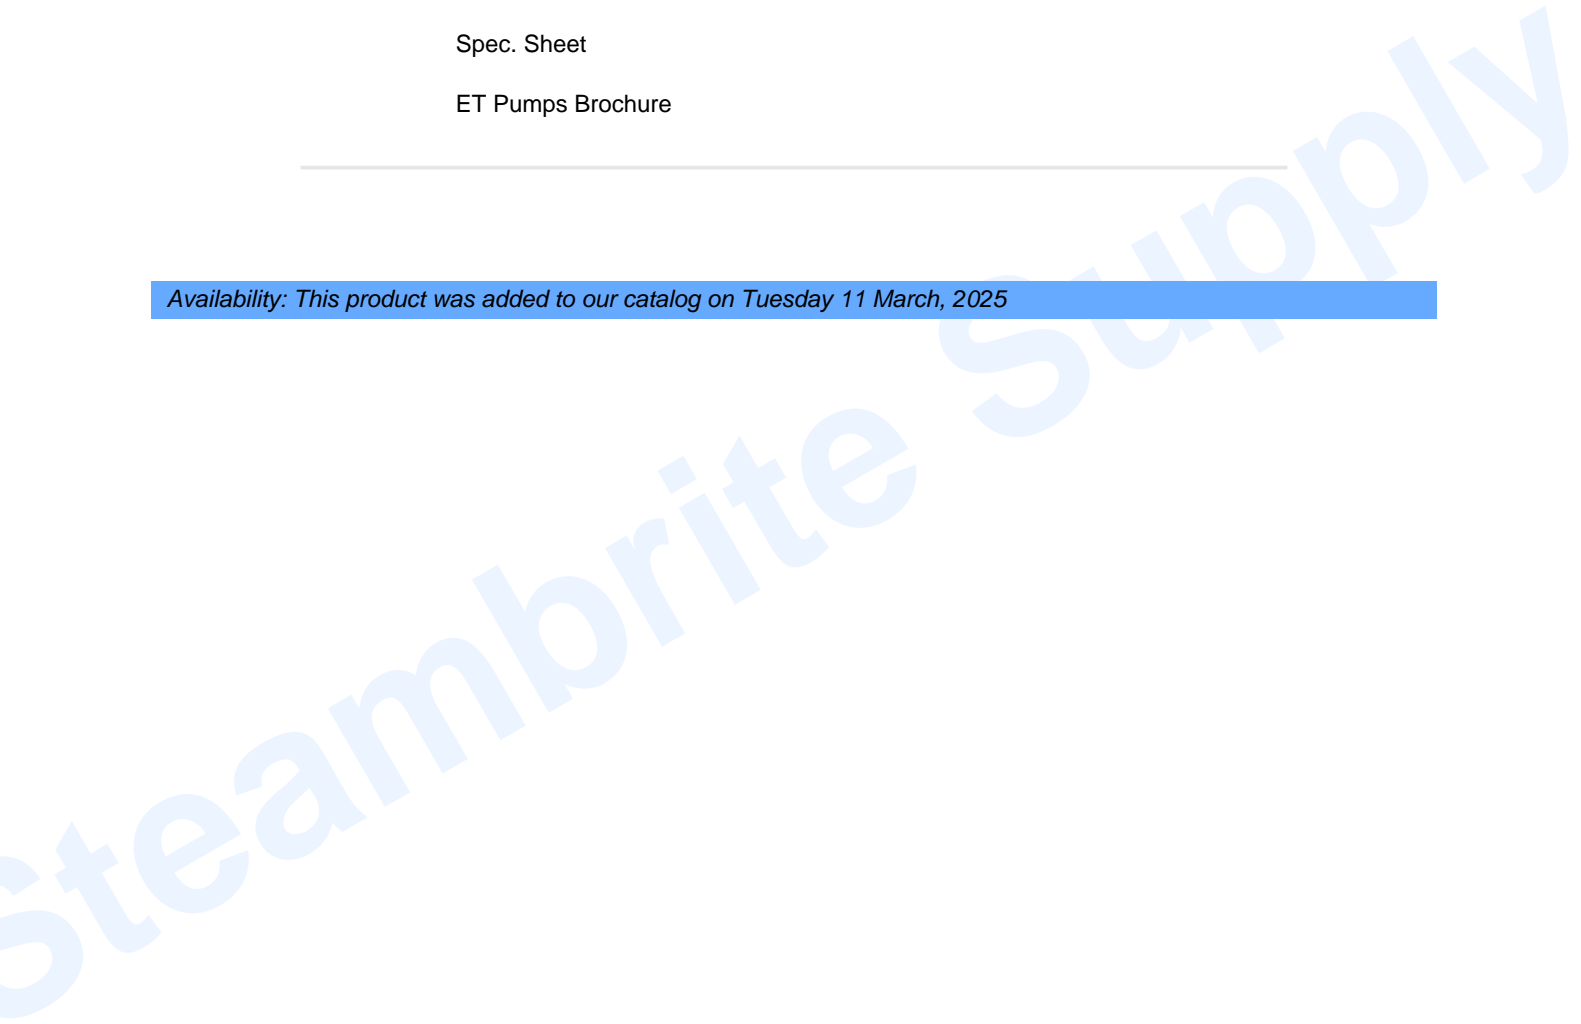 Spec. Sheet
ET Pumps Brochure
Availability: This product was added to our catalog on Tuesday 11 March, 2025
Steambrite Supply